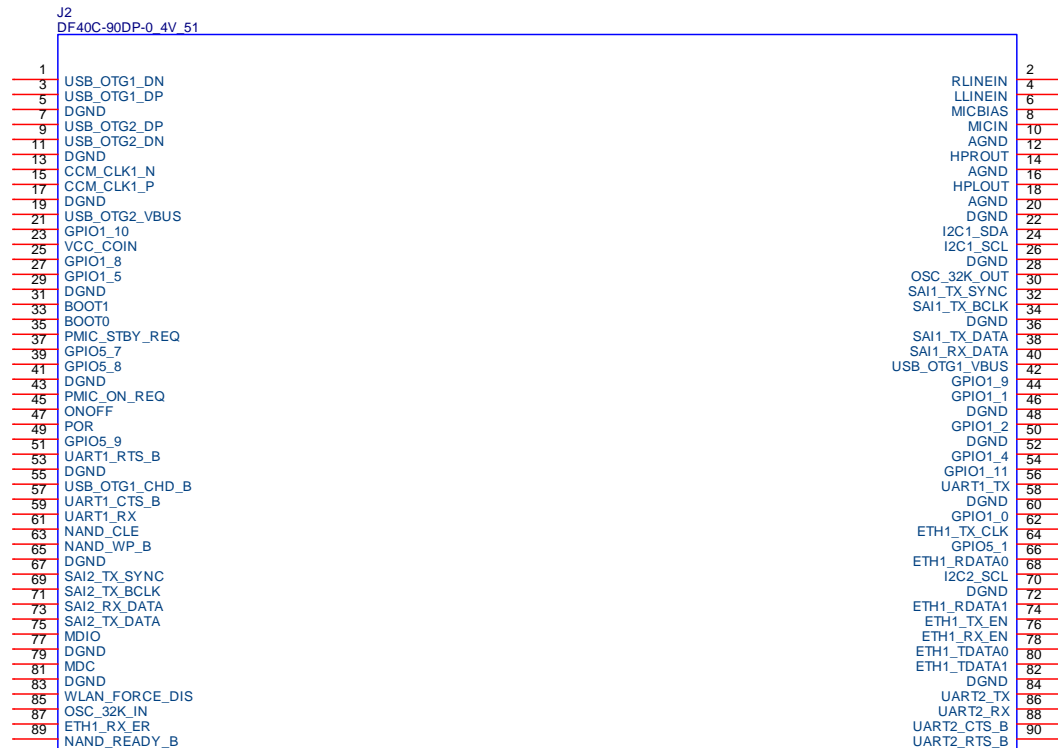 J2
DF40C-90DP-0_4V_51
1 USB_OTG1_DN RLINEIN 2
3 USB_OTG1_DP LLINEIN 4
5 DGND MICBIAS 6
7 USB_OTG2_DP MICIN 8
9 USB_OTG2_DN AGND 10
11 DGND HPROUT 12
13 CCM_CLK1_N AGND 14
15 CCM_CLK1_P HPLOUT 16
17 DGND AGND 18
19 USB_OTG2_VBUS DGND 20
21 GPIO1_10 I2C1_SDA 22
23 VCC_COIN I2C1_SCL 24
25 GPIO1_8 DGND 26
27 GPIO1_5 OSC_32K_OUT 28
29 DGND SAI1_TX_SYNC 30
31 BOOT1 SAI1_TX_BCLK 32
33 BOOT0 DGND 34
35 PMIC_STBY_REQ SAI1_TX_DATA 36
37 GPIO5_7 SAI1_RX_DATA 38
39 GPIO5_8 USB_OTG1_VBUS 40
41 DGND GPIO1_9 42
43 PMIC_ON_REQ GPIO1_1 44
45 ONOFF DGND 46
47 POR GPIO1_2 48
49 GPIO5_9 DGND 50
51 UART1_RTS_B GPIO1_4 52
53 DGND GPIO1_11 54
55 USB_OTG1_CHD_B UART1_TX 56
57 UART1_CTS_B DGND 58
59 UART1_RX GPIO1_0 60
61 NAND_CLE ETH1_TX_CLK 62
63 NAND_WP_B GPIO5_1 64
65 DGND ETH1_RDATA0 66
67 SAI2_TX_SYNC I2C2_SCL 68
69 SAI2_TX_BCLK DGND 70
71 SAI2_RX_DATA ETH1_RDATA1 72
73 SAI2_TX_DATA ETH1_TX_EN 74
75 MDIO ETH1_RX_EN 76
77 DGND ETH1_TDATA0 78
79 MDC ETH1_TDATA1 80
81 DGND DGND 82
83 WLAN_FORCE_DIS UART2_TX 84
85 OSC_32K_IN UART2_RX 86
87 ETH1_RX_ER UART2_CTS_B 88
89 NAND_READY_B UART2_RTS_B 90